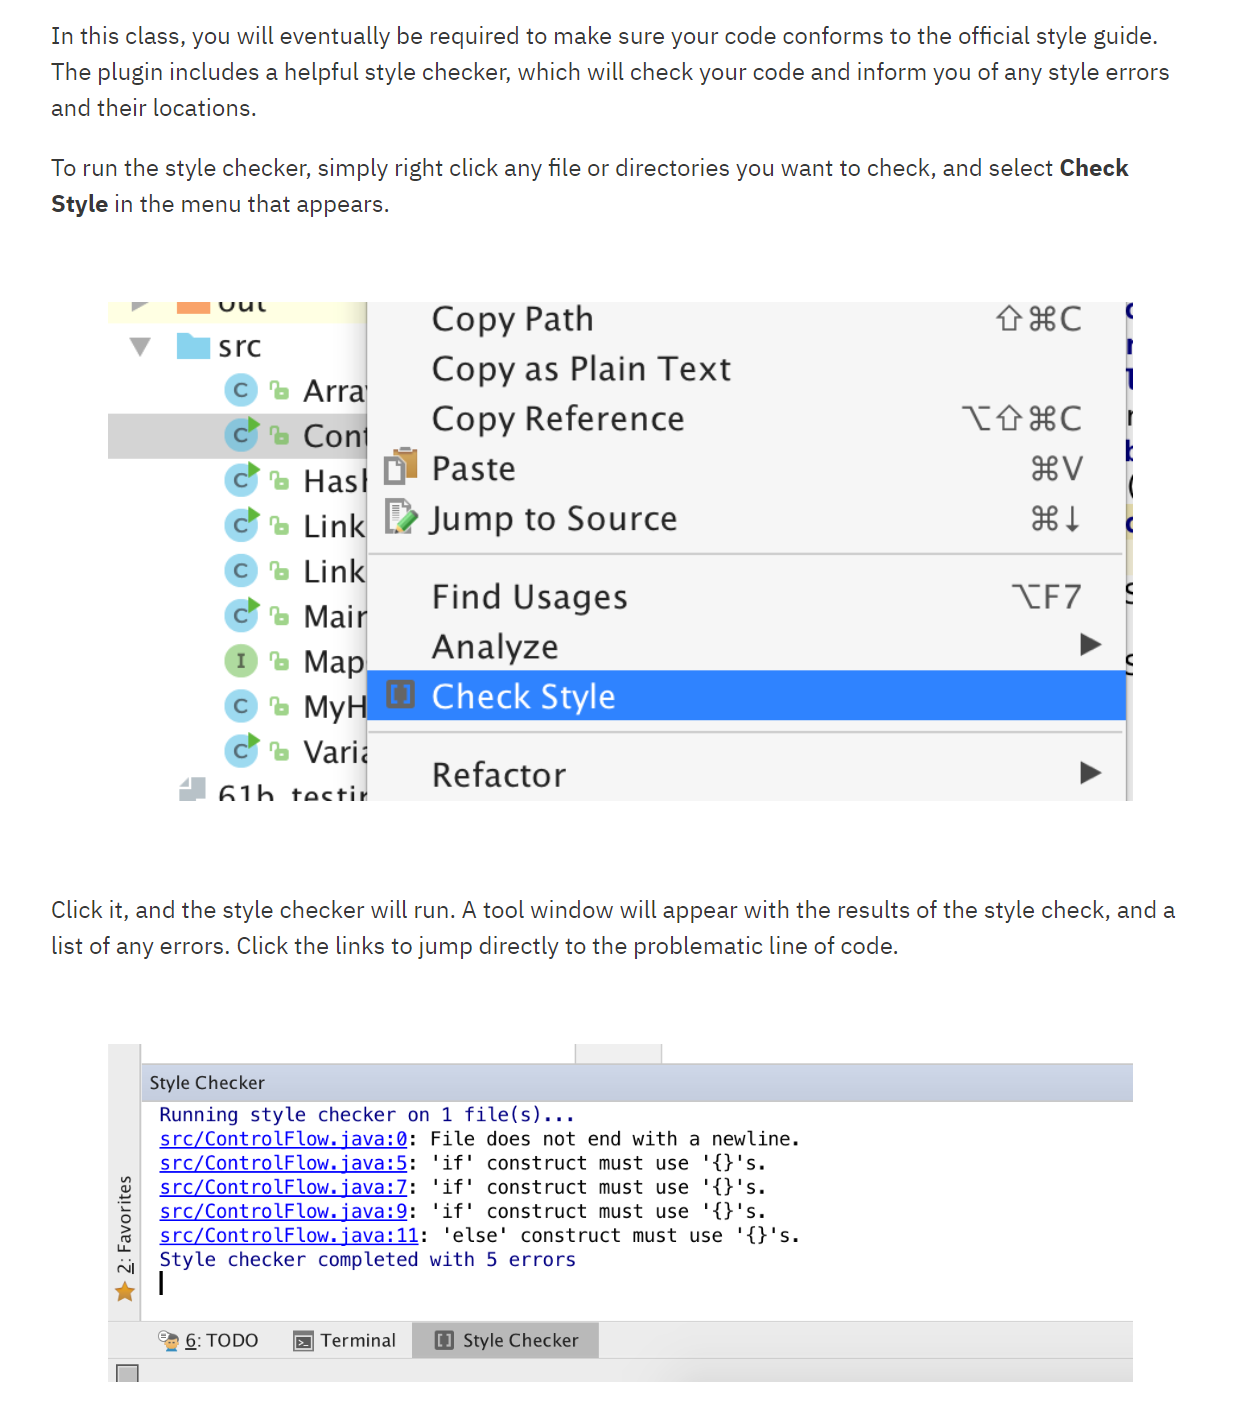 In this class, you will eventually be required to make sure your code conforms to the official style guide.
The plugin includes a helpful style checker, which will check your code and inform you of any style errors
and their locations.
To run the style checker, simply right click any file or directories you want to check, and select Check
Style in the menu that appears.
out
src
Arra
Cont
Hash
Link
Link
Main
Map
MyH
Varia
61b_testin
Copy Path ⇧⌘C
Copy as Plain Text
Copy Reference ⌥⇧⌘C
Paste ⌘V
Jump to Source ⌘↓
Find Usages ⌥F7
Analyze
Check Style
Refactor
Click it, and the style checker will run. A tool window will appear with the results of the style check, and a
list of any errors. Click the links to jump directly to the problematic line of code.
Style Checker
Running style checker on 1 file(s)...
src/ControlFlow.java:0: File does not end with a newline.
src/ControlFlow.java:5: 'if' construct must use '{}'s.
src/ControlFlow.java:7: 'if' construct must use '{}'s.
src/ControlFlow.java:9: 'if' construct must use '{}'s.
src/ControlFlow.java:11: 'else' construct must use '{}'s.
Style checker completed with 5 errors
2: Favorites
6: TODO Terminal Style Checker